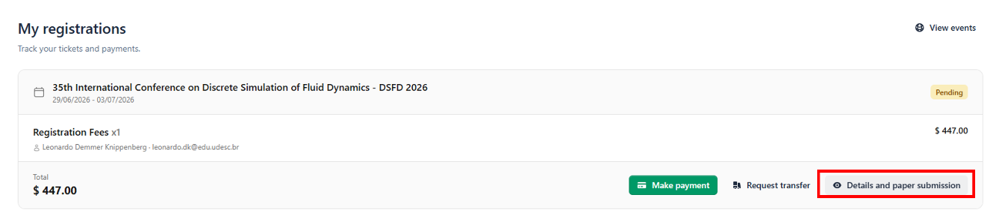 My registrations
View events
Track your tickets and payments.
35th International Conference on Discrete Simulation of Fluid Dynamics - DSFD 2026
29/06/2026 - 03/07/2026
Pending
Registration Fees x1
$ 447.00
Leonardo Demmer Knippenberg · leonardo.dk@edu.udesc.br
Total
$ 447.00
Make payment
Request transfer
Details and paper submission